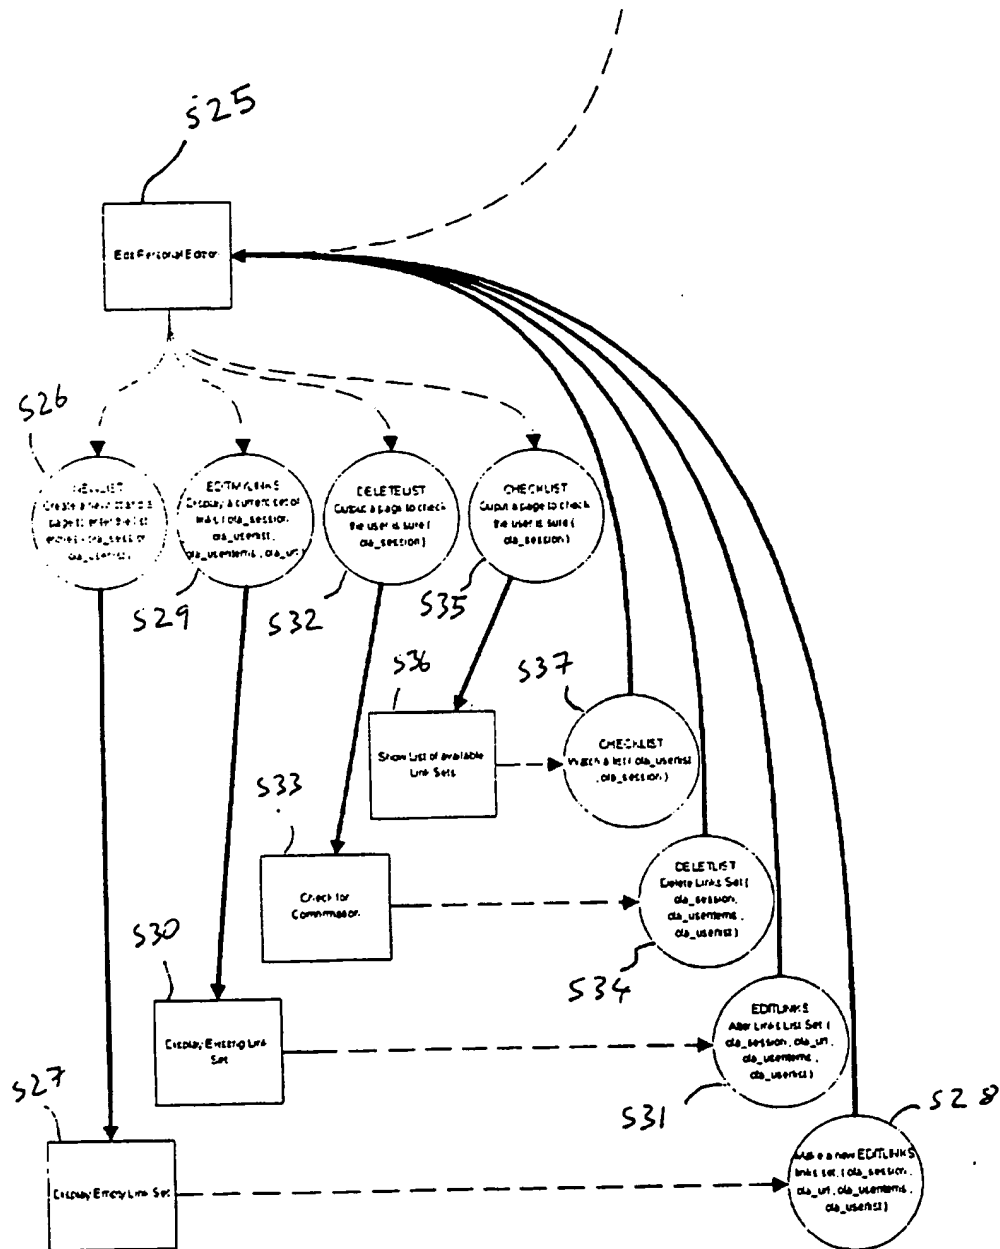 S25
Edit Personal Editor
S26
NEWLIST
Create a new
page to enter the list
entries ( ola_session
ola_userlist )
EDITMYLINKS
Display a current set of
links ( ola_session,
ola_userlist,
ola_useritems, ola_url )
DELETELIST
Output a page to check
the user is sure (
ola_session )
CHECKLIST
Output a page to check
the user is sure (
ola_session )
S29
S32
S35
S36
S37
Show List of available
Link Sets
CHECKLIST
Watch a list ( ola_userlist
, ola_session )
S33
Check for
Confirmation
DELETLIST
Delete Links Set (
ola_session,
ola_useritems,
ola_userlist )
S30
S34
Display Existing Link
Set
EDITLINKS
Alter Links List Set (
ola_session, ola_url
, ola_useritems,
ola_userlist )
S27
S31
S28
Display Empty Link Set
Make a new EDITLINKS
links set, ( ola_session,
ola_url, ola_useritems,
ola_userlist )